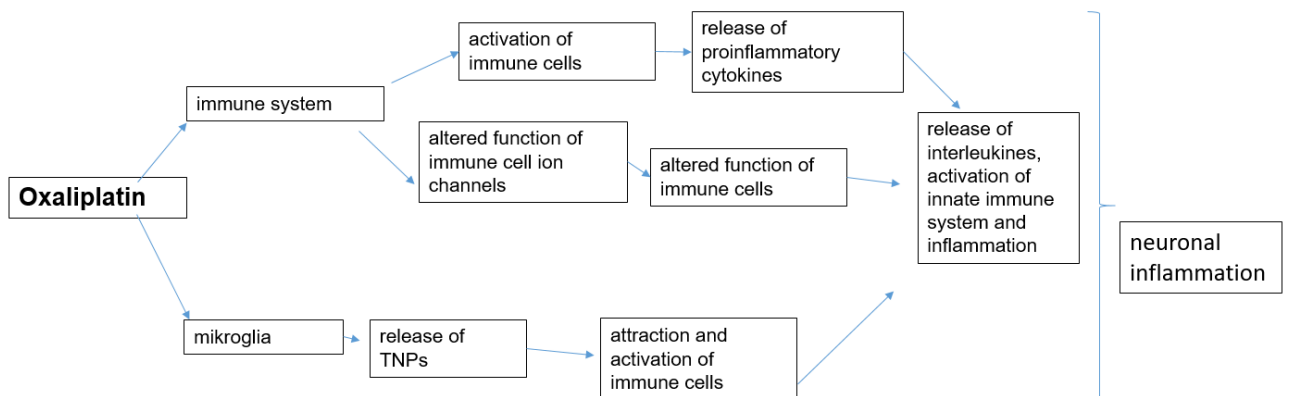 activation of
immune cells
release of
proinflammatory
cytokines
immune system
altered function of
immune cell ion
channels
altered function of
immune cells
release of
interleukines,
activation of
innate immune
system and
inflammation
Oxaliplatin
neuronal
inflammation
mikroglia
release of
TNPs
attraction and
activation of
immune cells